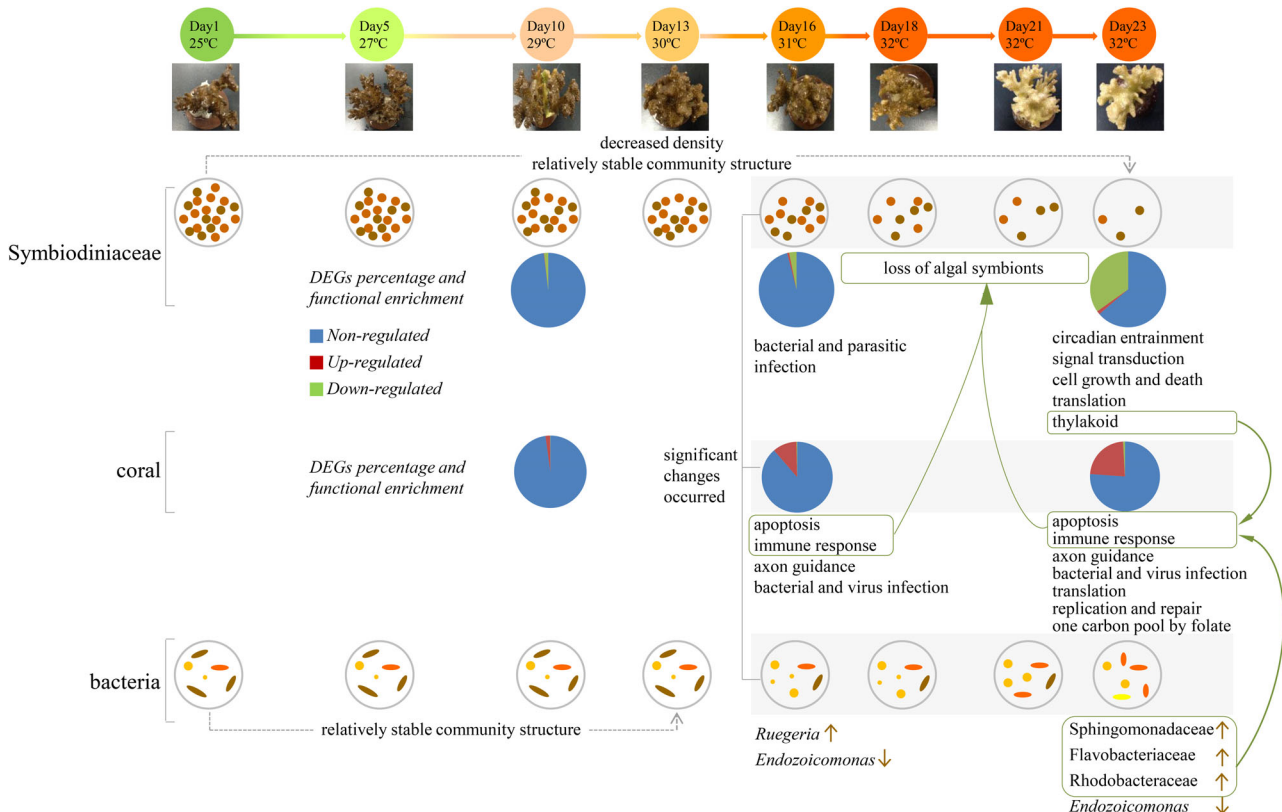 Day1
25ºC
Day5
27ºC
Day10
29ºC
Day13
30ºC
Day16
31ºC
Day18
32ºC
Day21
32ºC
Day23
32ºC
decreased density
relatively stable community structure
Symbiodiniaceae
DEGs percentage and
functional enrichment
Non-regulated
Up-regulated
Down-regulated
loss of algal symbionts
bacterial and parasitic
infection
circadian entrainment
signal transduction
cell growth and death
translation
thylakoid
coral
DEGs percentage and
functional enrichment
significant
changes
occurred
apoptosis
immune response
axon guidance
bacterial and virus infection
apoptosis
immune response
axon guidance
bacterial and virus infection
translation
replication and repair
one carbon pool by folate
bacteria
relatively stable community structure
Ruegeria ↑
Endozoicomonas ↓
Sphingomonadaceae ↑
Flavobacteriaceae ↑
Rhodobacteraceae ↑
Endozoicomonas ↓